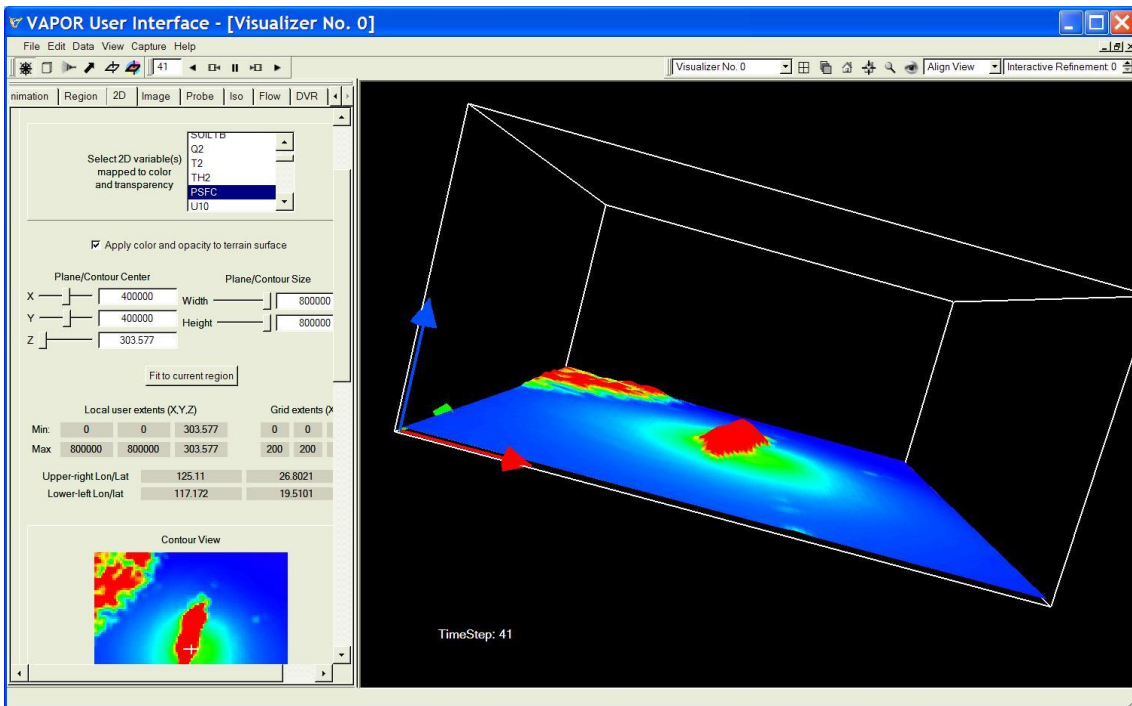 VAPOR User Interface - [Visualizer No. 0]
File Edit Data View Capture Help
41
Visualizer No. 0
Align View
Interactive Refinement 0
nimation Region 2D Image Probe Iso Flow DVR
SOILTB
Select 2D variable(s)
mapped to color
and transparency
Q2
T2
TH2
PSFC
U10
Apply color and opacity to terrain surface
Plane/Contour Center Plane/Contour Size
X 400000 Width 800000
Y 400000 Height 800000
Z 303.577
Fit to current region
Local user extents (X,Y,Z) Grid extents (X
Min: 0 0 303.577 0 0
Max 800000 800000 303.577 200 200
Upper-right Lon/Lat 125.11 26.8021
Lower-left Lon/lat 117.172 19.5101
Contour View
TimeStep: 41